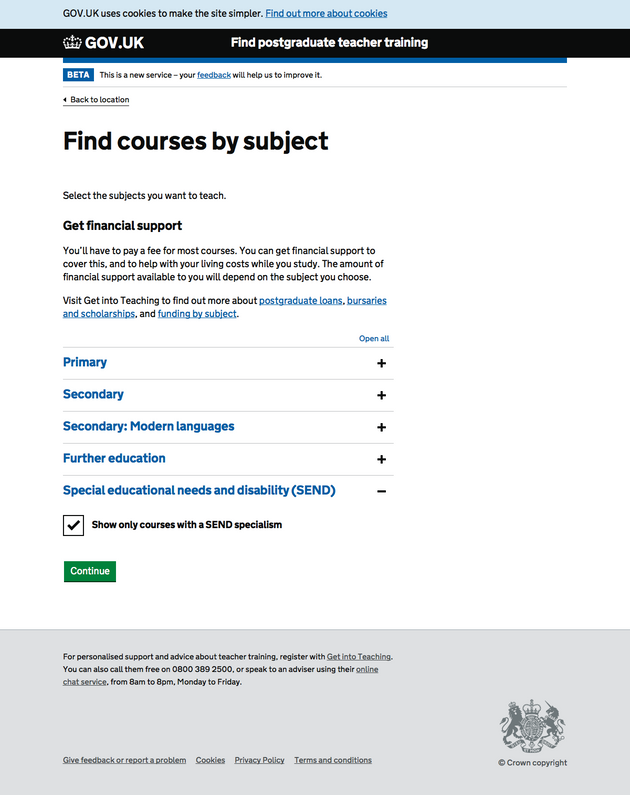 GOV.UK uses cookies to make the site simpler. Find out more about cookies
GOV.UK
Find postgraduate teacher training
BETA This is a new service – your feedback will help us to improve it.
Back to location
Find courses by subject
Select the subjects you want to teach.
Get financial support
You'll have to pay a fee for most courses. You can get financial support to
cover this, and to help with your living costs while you study. The amount of
financial support available to you will depend on the subject you choose.
Visit Get into Teaching to find out more about postgraduate loans, bursaries
and scholarships, and funding by subject.
Open all
Primary +
Secondary +
Secondary: Modern languages +
Further education +
Special educational needs and disability (SEND) −
Show only courses with a SEND specialism
Continue
For personalised support and advice about teacher training, register with Get into Teaching.
You can also call them free on 0800 389 2500, or speak to an adviser using their online
chat service, from 8am to 8pm, Monday to Friday.
Give feedback or report a problem Cookies Privacy Policy Terms and conditions
© Crown copyright